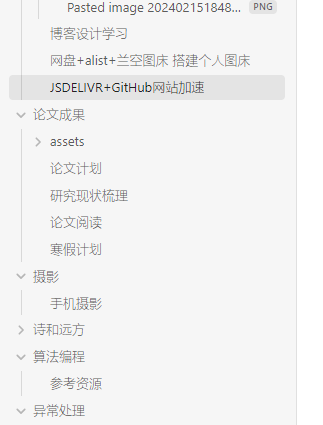 Pasted image 202402151848... PNG
博客设计学习
网盘+alist+兰空图床 搭建个人图床
JSDELIVR+GitHub网站加速
论文成果
assets
论文计划
研究现状梳理
论文阅读
寒假计划
摄影
手机摄影
诗和远方
算法编程
参考资源
异常处理